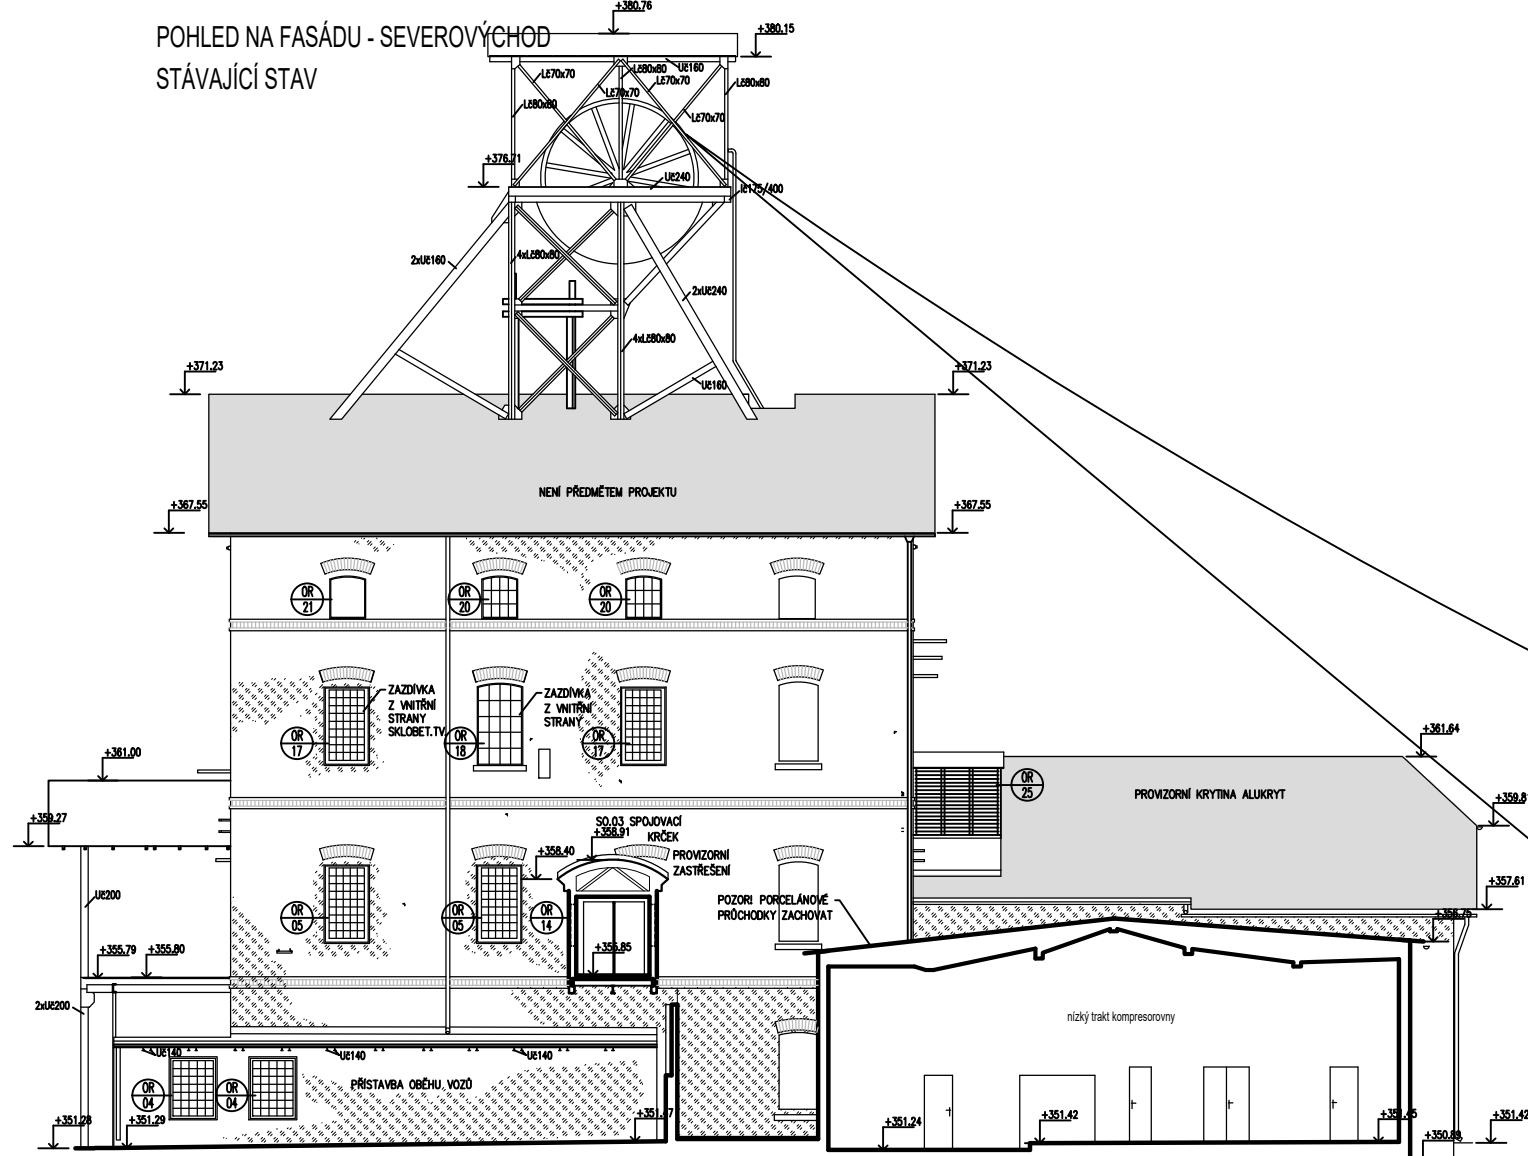 POHLED NA FASÁDU - SEVEROVÝCHOD
STÁVAJÍCÍ STAV
+380.76
+380.15
Uč160
Lč70x70
Lč80x80
Lč70x70
Lč70x70
Lč80x80
Lč80x80
Lč70x70
+376.71
Uč240
Ič175/400
2xUč160
4xLč80x80
2xUč240
4xLč80x80
Uč160
+371.23
+371.23
NENÍ PŘEDMĚTEM PROJEKTU
+367.55
+367.55
OR 21
OR 20
OR 20
ZAZDÍVKA
Z VNITŘNÍ
STRANY
SKLOBET.TV.
ZAZDÍVKA
Z VNITŘNÍ
STRANY
OR 17
OR 18
OR 17
+361.00
+361.64
OR 25
PROVIZORNÍ KRYTINA ALUKRYT
+359.27
SO.03 SPOJOVACÍ
KRČEK
+358.91
+358.40
PROVIZORNÍ
ZASTŘEŠENÍ
Uč200
+357.61
POZOR! PORCELÁNOVÉ
PRŮCHODKY ZACHOVAT
OR 05
OR 05
OR 14
+355.79
+355.80
+355.85
2xUč200
nízký trakt kompresorovny
Uč140
Uč140
Uč140
PŘÍSTAVBA OBĚHU VOZŮ
OR 04
OR 04
+351.28
+351.29
+351.24
+351.42
+351.45
+351.42